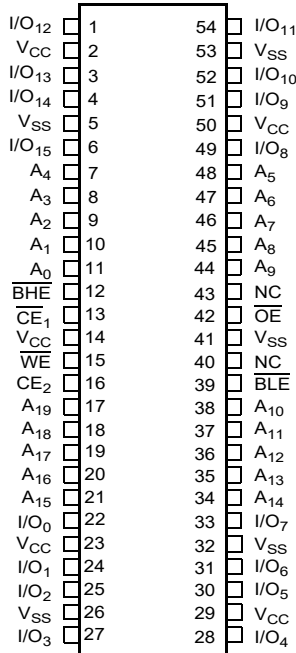 I/O12 1 54 I/O11
VCC 2 53 VSS
I/O13 3 52 I/O10
I/O14 4 51 I/O9
VSS 5 50 VCC
I/O15 6 49 I/O8
A4 7 48 A5
A3 8 47 A6
A2 9 46 A7
A1 10 45 A8
A0 11 44 A9
B̅H̅E̅ 12 43 NC
C̅E̅1 13 42 O̅E̅
VCC 14 41 VSS
W̅E̅ 15 40 NC
CE2 16 39 B̅L̅E̅
A19 17 38 A10
A18 18 37 A11
A17 19 36 A12
A16 20 35 A13
A15 21 34 A14
I/O0 22 33 I/O7
VCC 23 32 VSS
I/O1 24 31 I/O6
I/O2 25 30 I/O5
VSS 26 29 VCC
I/O3 27 28 I/O4